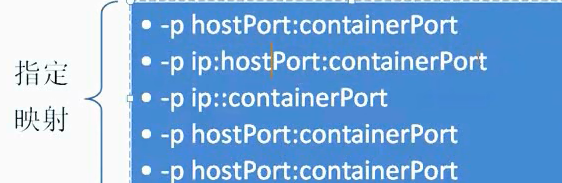 指定
映射
• -p hostPort:containerPort
• -p ip:hostPort:containerPort
• -p ip::containerPort
• -p hostPort:containerPort
• -p hostPort:containerPort